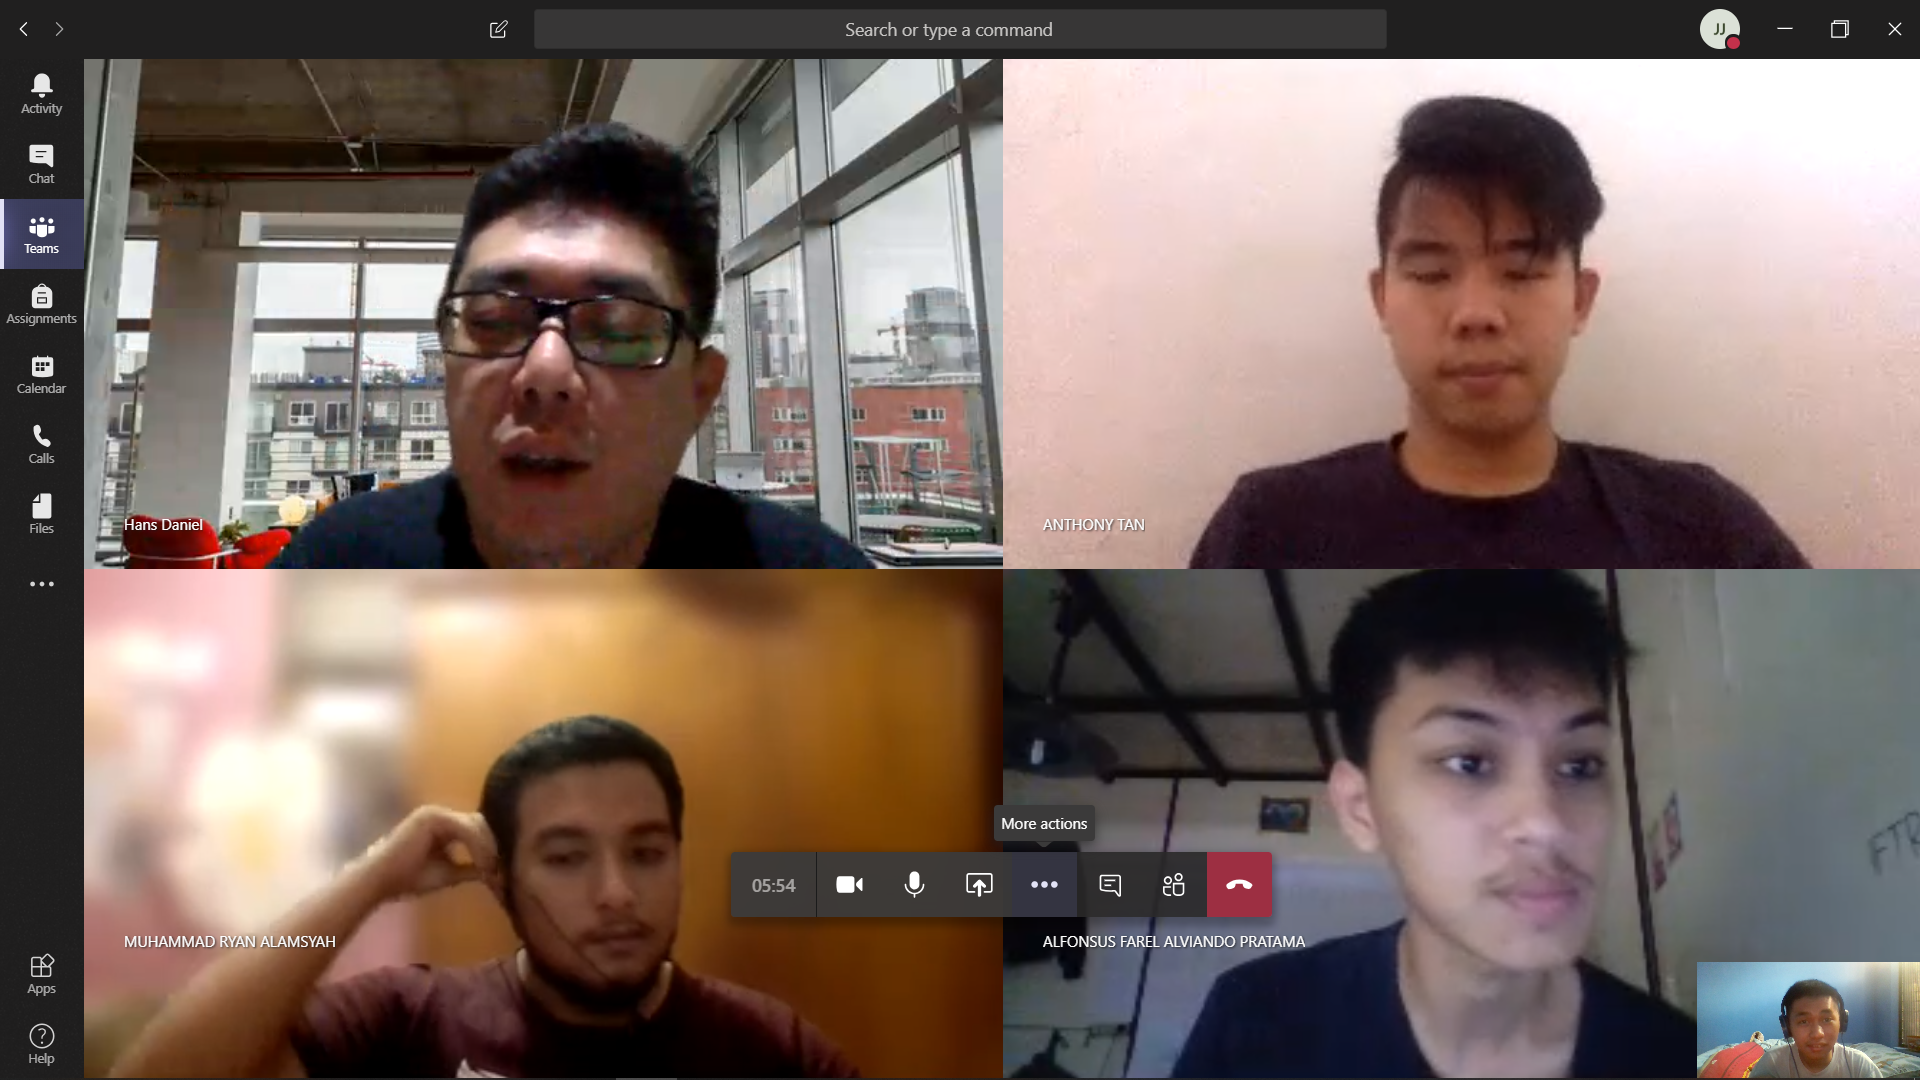 Search or type a command
JJ
Activity
Chat
Teams
Assignments
Calendar
Calls
Files
Hans Daniel
ANTHONY TAN
More actions
05:54
MUHAMMAD RYAN ALAMSYAH
ALFONSUS FAREL ALVIANDO PRATAMA
FTR
Apps
Help